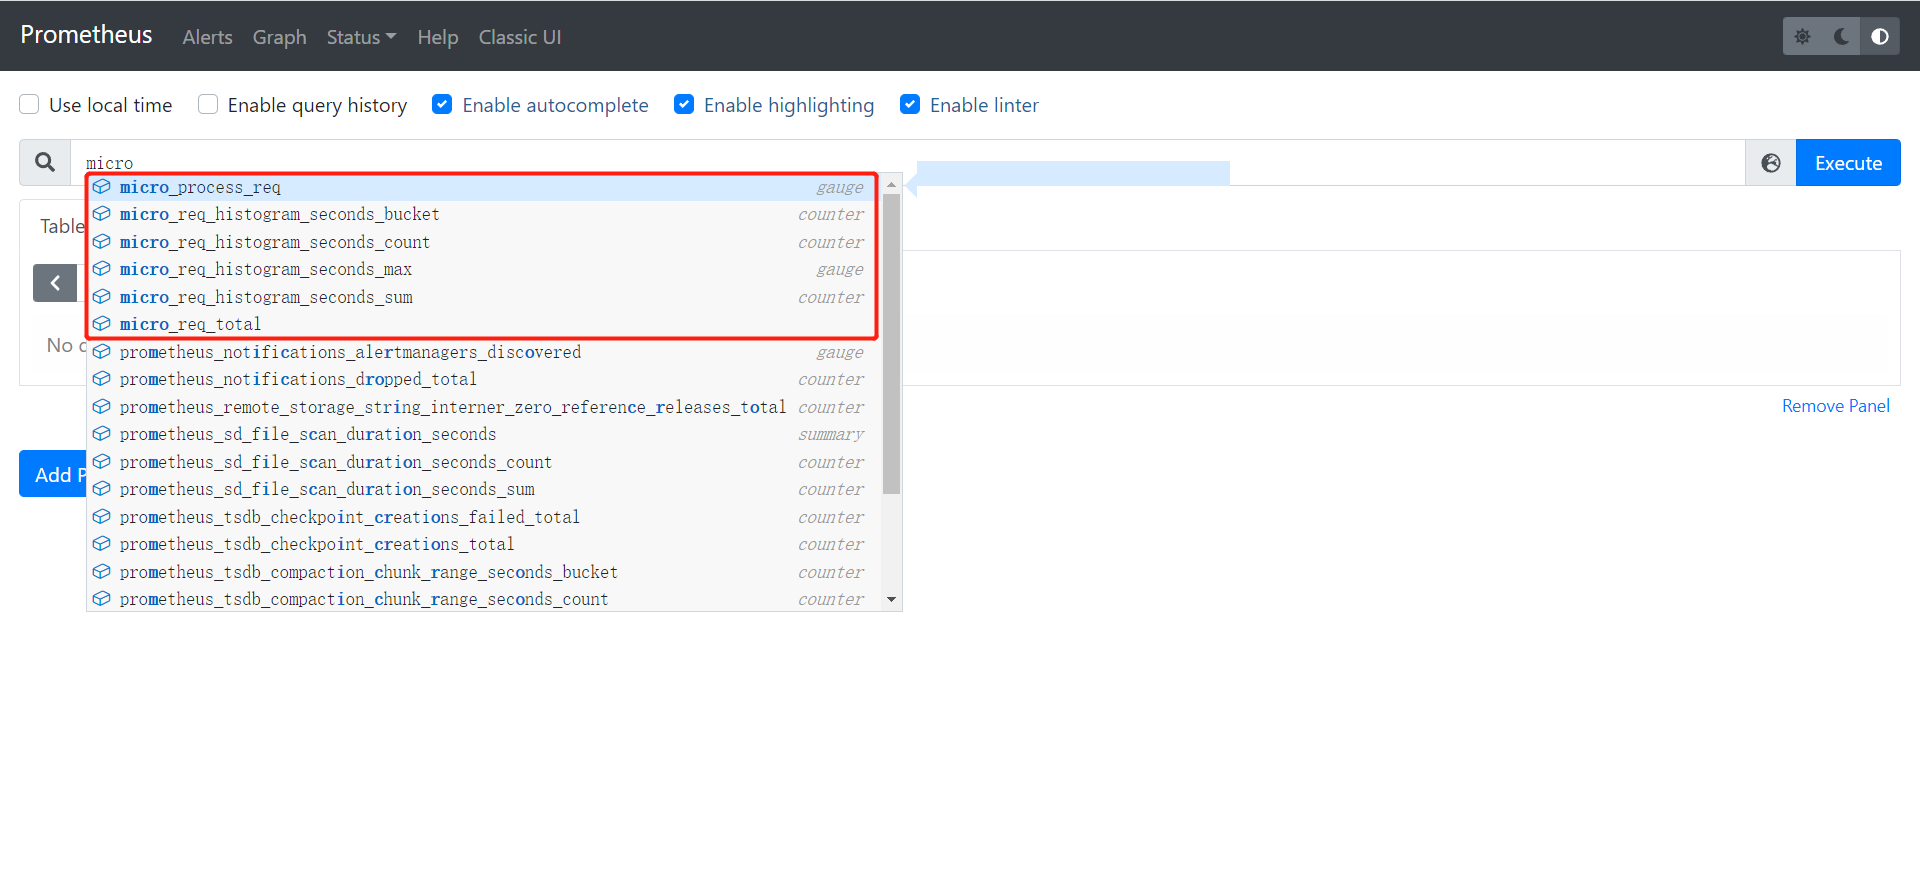 Prometheus Alerts Graph Status Help Classic UI
Use local time Enable query history Enable autocomplete Enable highlighting Enable linter
micro Execute
micro_process_req gauge
micro_req_histogram_seconds_bucket counter
Table
micro_req_histogram_seconds_count counter
micro_req_histogram_seconds_max gauge
micro_req_histogram_seconds_sum counter
micro_req_total
No
prometheus_notifications_alertmanagers_discovered gauge
prometheus_notifications_dropped_total counter
prometheus_remote_storage_string_interner_zero_reference_releases_total counter
Remove Panel
prometheus_sd_file_scan_duration_seconds summary
prometheus_sd_file_scan_duration_seconds_count counter
Add
prometheus_sd_file_scan_duration_seconds_sum counter
prometheus_tsdb_checkpoint_creations_failed_total counter
prometheus_tsdb_checkpoint_creations_total counter
prometheus_tsdb_compaction_chunk_range_seconds_bucket counter
prometheus_tsdb_compaction_chunk_range_seconds_count counter